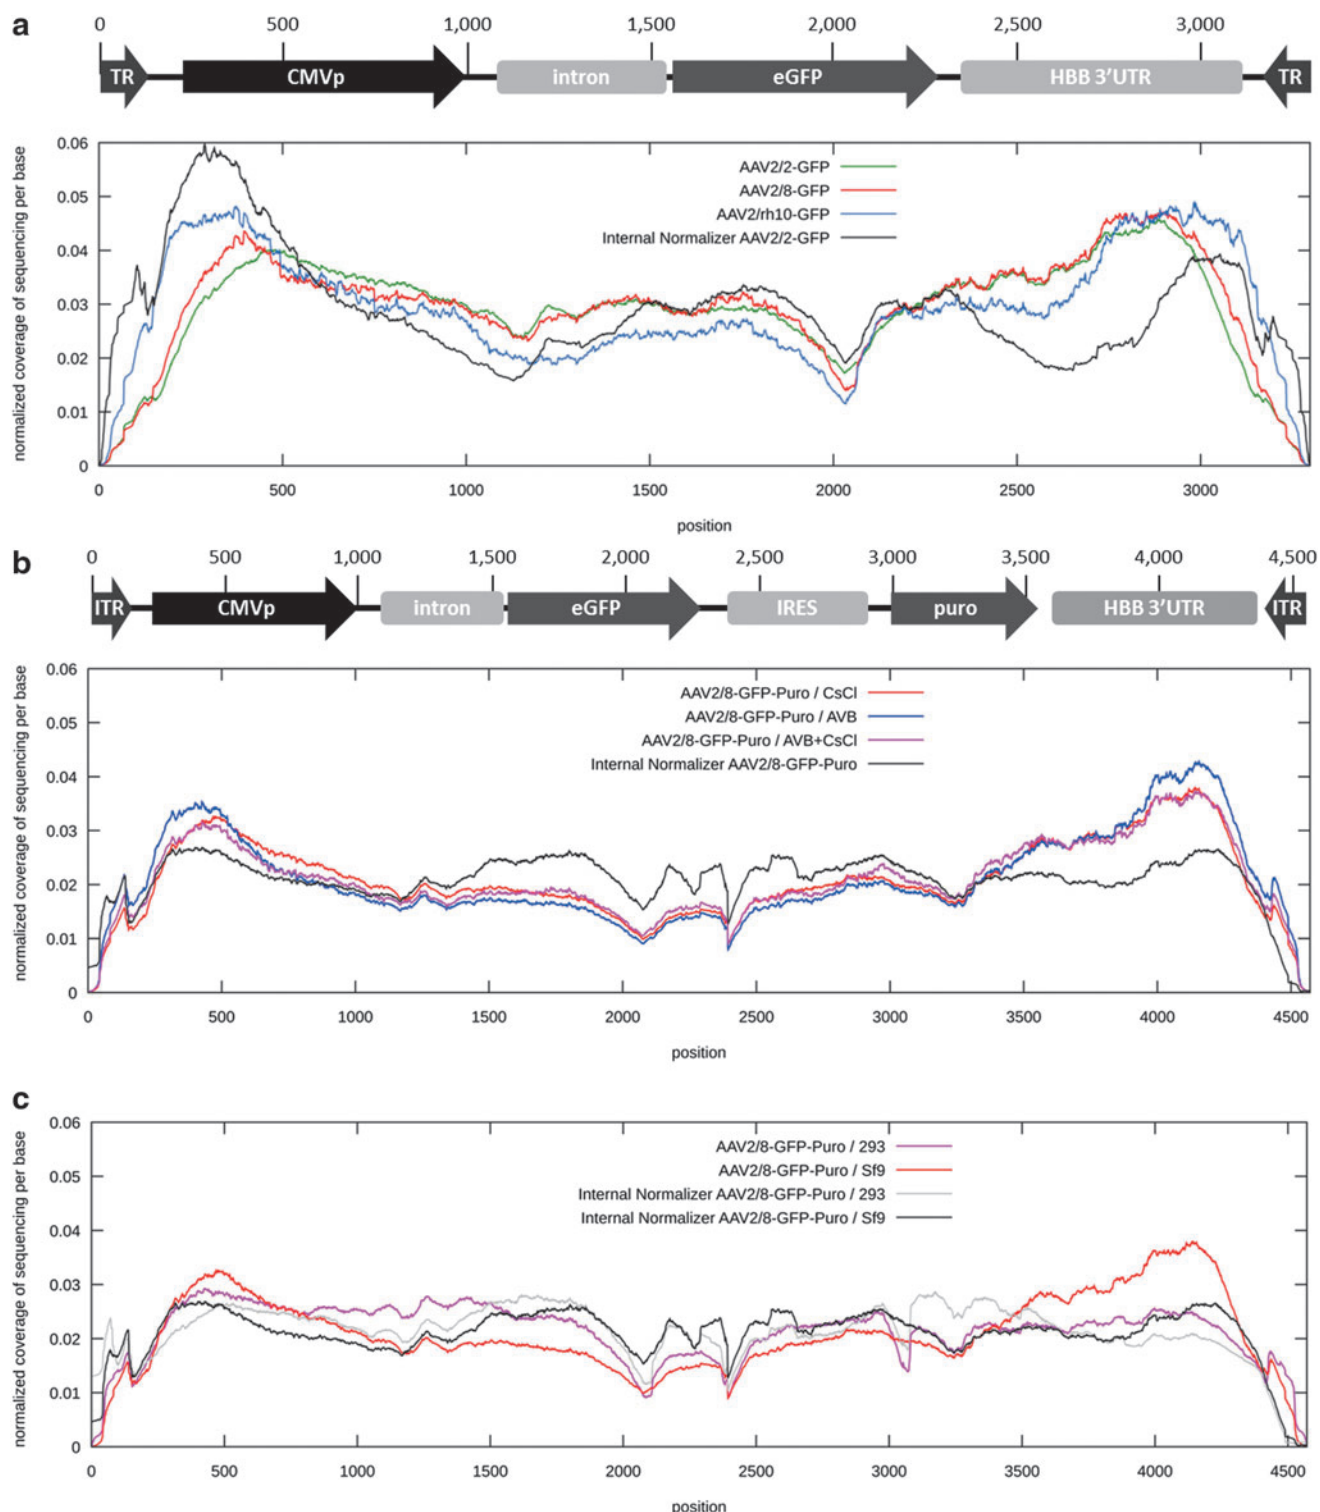 a
0 500 1,000 1,500 2,000 2,500 3,000
TR CMVp intron eGFP HBB 3’UTR TR
normalized coverage of sequencing per base
0.06
0.05
0.04
0.03
0.02
0.01
0
AAV2/2-GFP
AAV2/8-GFP
AAV2/rh10-GFP
Internal Normalizer AAV2/2-GFP
0 500 1000 1500 2000 2500 3000
position
b
0 500 1,000 1,500 2,000 2,500 3,000 3,500 4,000 4,500
ITR CMVp intron eGFP IRES puro HBB 3’UTR ITR
normalized coverage of sequencing per base
0.06
0.05
0.04
0.03
0.02
0.01
0
AAV2/8-GFP-Puro / CsCl
AAV2/8-GFP-Puro / AVB
AAV2/8-GFP-Puro / AVB+CsCl
Internal Normalizer AAV2/8-GFP-Puro
0 500 1000 1500 2000 2500 3000 3500 4000 4500
position
c
normalized coverage of sequencing per base
0.06
0.05
0.04
0.03
0.02
0.01
0
AAV2/8-GFP-Puro / 293
AAV2/8-GFP-Puro / Sf9
Internal Normalizer AAV2/8-GFP-Puro / 293
Internal Normalizer AAV2/8-GFP-Puro / Sf9
0 500 1000 1500 2000 2500 3000 3500 4000 4500
position